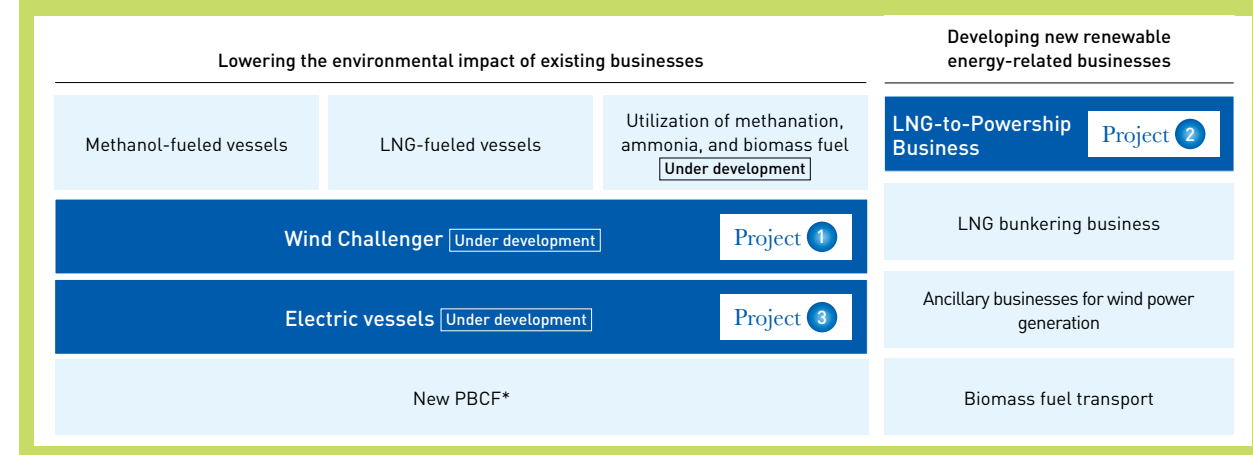 Lowering the environmental impact of existing businesses
Methanol-fueled vessels
LNG-fueled vessels
Utilization of methanation,
ammonia, and biomass fuel
Under development
Wind Challenger Under development
Project 1
Electric vessels Under development
Project 3
New PBCF*
Developing new renewable
energy-related businesses
LNG-to-Powership
Business
Project 2
LNG bunkering business
Ancillary businesses for wind power
generation
Biomass fuel transport